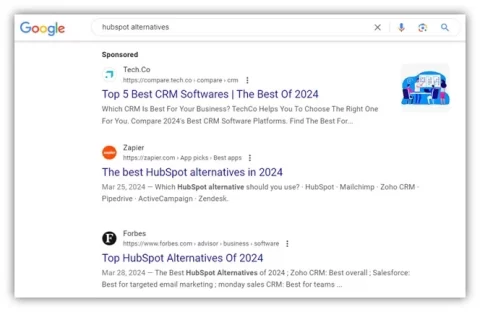 Google
hubspot alternatives
Sponsored
Tech.Co
https://compare.tech.co › compare › crm
Top 5 Best CRM Softwares | The Best Of 2024
Which CRM Is Best For Your Business? TechCo Helps You To Choose The Right One
For You. Compare 2024's Best CRM Software Platforms. Find The Best For...
Zapier
https://zapier.com › App picks › Best apps
The best HubSpot alternatives in 2024
Mar 25, 2024 — Which HubSpot alternative should you use? · HubSpot · Mailchimp · Zoho CRM ·
Pipedrive · ActiveCampaign · Zendesk.
Forbes
https://www.forbes.com › advisor › business › software
Top HubSpot Alternatives Of 2024
Mar 28, 2024 — The Best HubSpot Alternatives of 2024 ; Zoho CRM: Best overall ; Salesforce:
Best for targeted email marketing ; monday sales CRM: Best for teams ...